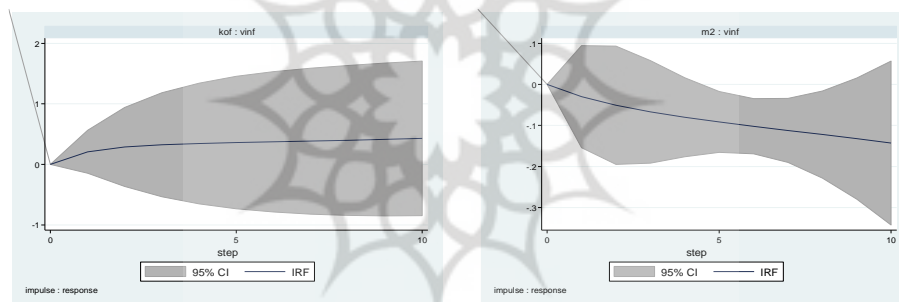 kof : vinf
2
1
0
-1
0
5
10
step
95% CI
IRF
impulse : response
m2 : vinf
.1
0
-.1
-.2
-.3
0
5
10
step
95% CI
IRF
impulse : response